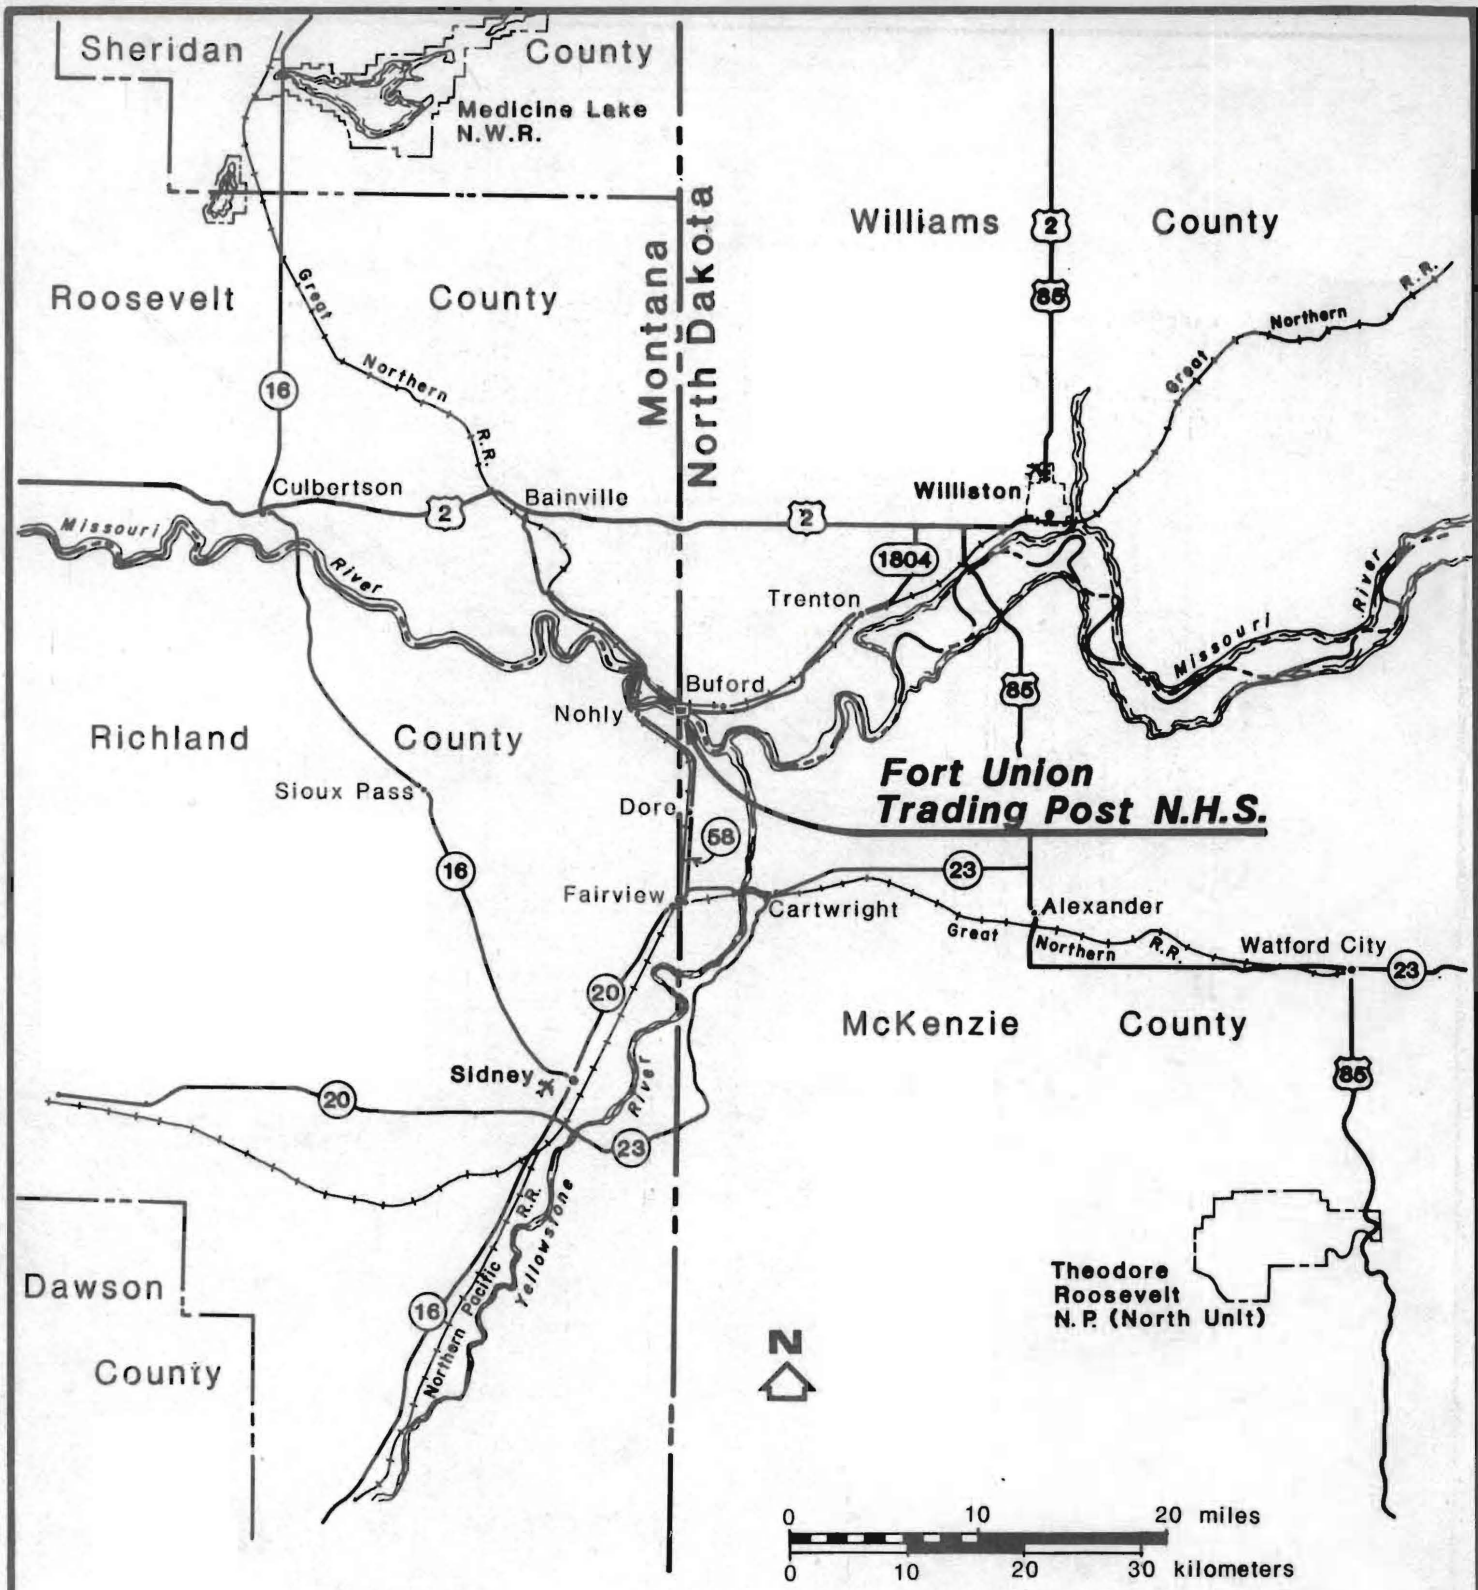 Sheridan County
Medicine Lake
N.W.R.
Montana
North Dakota
Williams County
2
85
Roosevelt County
Great Northern R.R.
16
Great Northern R.R.
Culbertson
2
Bainville
2
Williston
1804
Missouri River
Trenton
Missouri River
85
Buford
Nohly
Richland County
Sioux Pass
Fort Union
Trading Post N.H.S.
Doro
58
16
23
Fairview
Cartwright
Alexander
Great Northern R.R.
Watford City
23
20
McKenzie County
Sidney
20
River
23
85
Yellowstone
R.R.
Pacific
Northern
16
Dawson
County
Theodore
Roosevelt
N.P. (North Unit)
N
0 10 20 miles
0 10 20 30 kilometers